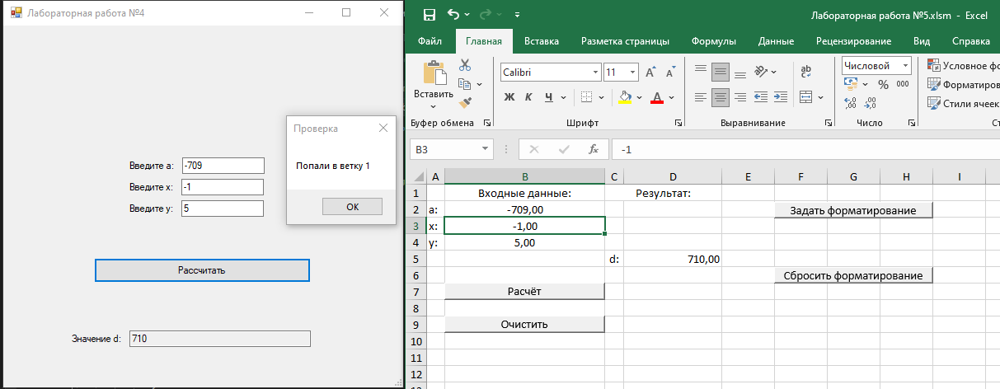 Лабораторная работа №4
Проверка
Попали в ветку 1
OK
Введите a: -709
Введите x: -1
Введите y: 5
Рассчитать
Значение d: 710
Лабораторная работа №5.xlsm - Excel
Файл Главная Вставка Разметка страницы Формулы Данные Рецензирование Вид Справка
Вставить
Calibri 11 A A
Ж К Ч А
ab
Числовой
% 000
Условное фо
Форматиров
Стили ячеек
Буфер обмена Шрифт Выравнивание Число Ст
B3 fx -1
A B C D E F G H I
1 Входные данные: Результат:
2 a: -709,00 Задать форматирование
3 x: -1,00
4 y: 5,00
5 d: 710,00
6 Сбросить форматирование
7 Расчёт
8
9 Очистить
10
11
12